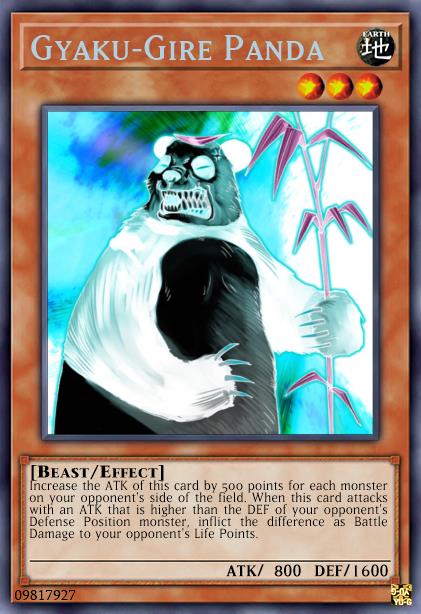 GYAKU-GIRE PANDA
EARTH
地
[BEAST/EFFECT]
Increase the ATK of this card by 500 points for each monster
on your opponent's side of the field. When this card attacks
with an ATK that is higher than the DEF of your opponent's
Defense Position monster, inflict the difference as Battle
Damage to your opponent's Life Points.
ATK/ 800 DEF/1600
09817927